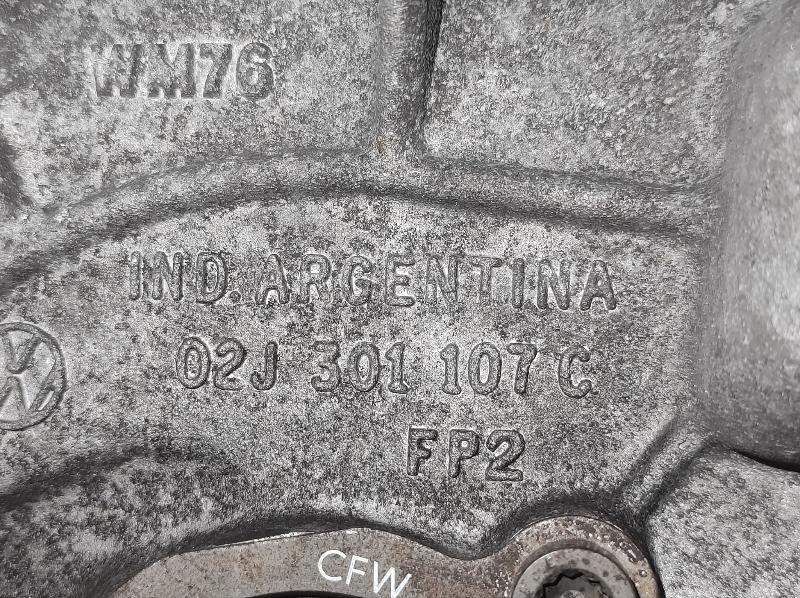 WM76
IND. ARGENTINA
02J 301 107 C
FP2
CFW